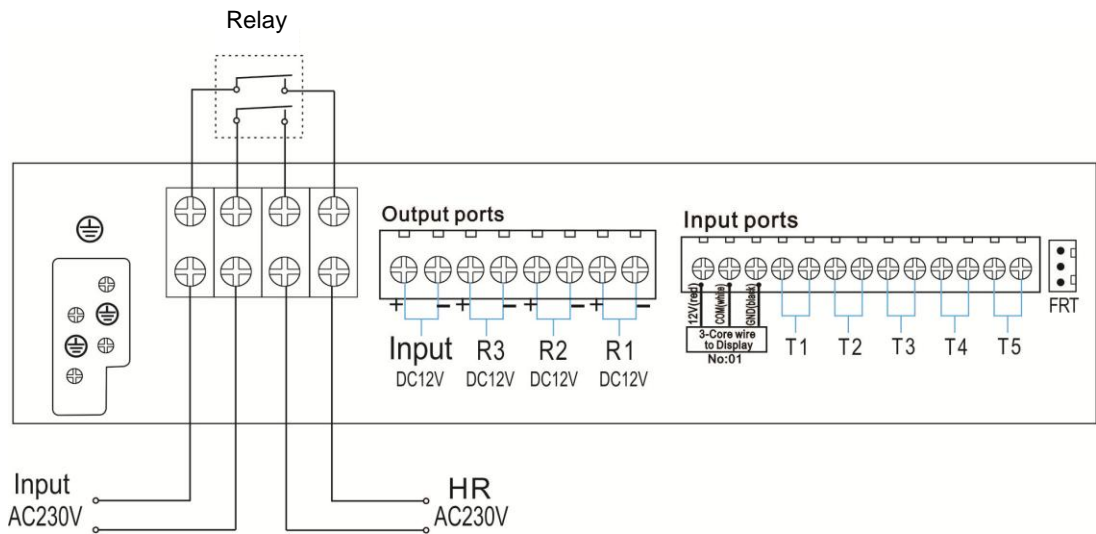 Relay
Output ports
Input ports
+ − + − + − + −
12V(red)
COM(white)
GND(black)
3-Core wire
to Display
No:01
FRT
Input R3 R2 R1
DC12V DC12V DC12V DC12V
T1 T2 T3 T4 T5
Input
AC230V
HR
AC230V